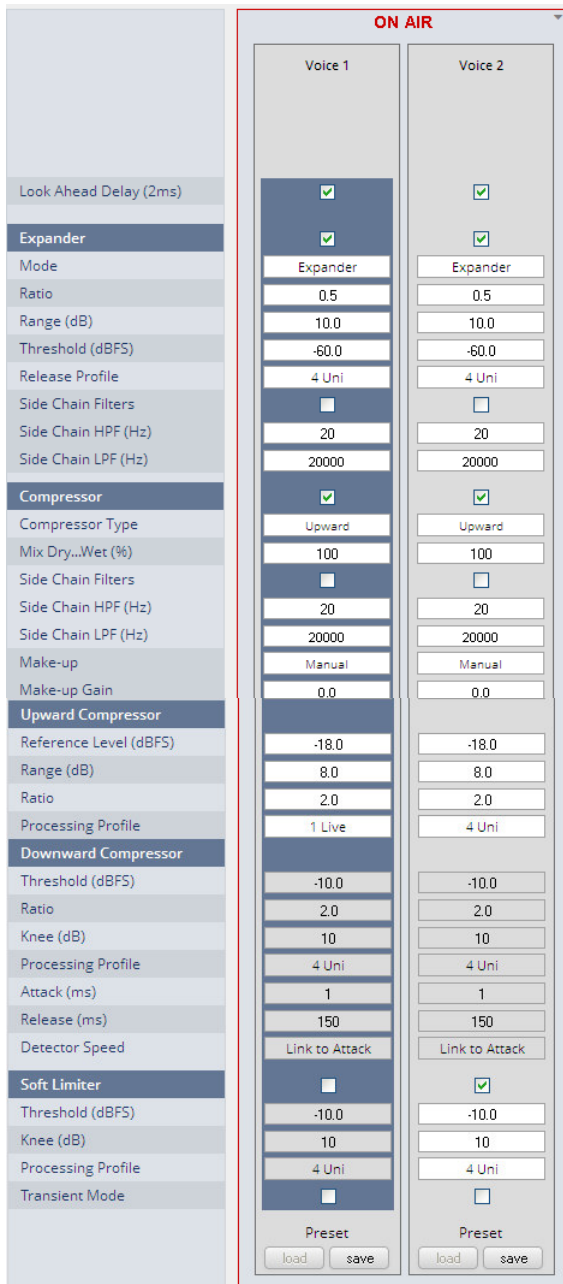 ON AIR
Voice 1 Voice 2
Look Ahead Delay (2ms)
Expander
Mode Expander Expander
Ratio 0.5 0.5
Range (dB) 10.0 10.0
Threshold (dBFS) -60.0 -60.0
Release Profile 4 Uni 4 Uni
Side Chain Filters
Side Chain HPF (Hz) 20 20
Side Chain LPF (Hz) 20000 20000
Compressor
Compressor Type Upward Upward
Mix Dry...Wet (%) 100 100
Side Chain Filters
Side Chain HPF (Hz) 20 20
Side Chain LPF (Hz) 20000 20000
Make-up Manual Manual
Make-up Gain 0.0 0.0
Upward Compressor
Reference Level (dBFS) -18.0 -18.0
Range (dB) 8.0 8.0
Ratio 2.0 2.0
Processing Profile 1 Live 4 Uni
Downward Compressor
Threshold (dBFS) -10.0 -10.0
Ratio 2.0 2.0
Knee (dB) 10 10
Processing Profile 4 Uni 4 Uni
Attack (ms) 1 1
Release (ms) 150 150
Detector Speed Link to Attack Link to Attack
Soft Limiter
Threshold (dBFS) -10.0 -10.0
Knee (dB) 10 10
Processing Profile 4 Uni 4 Uni
Transient Mode
Preset Preset
load save load save